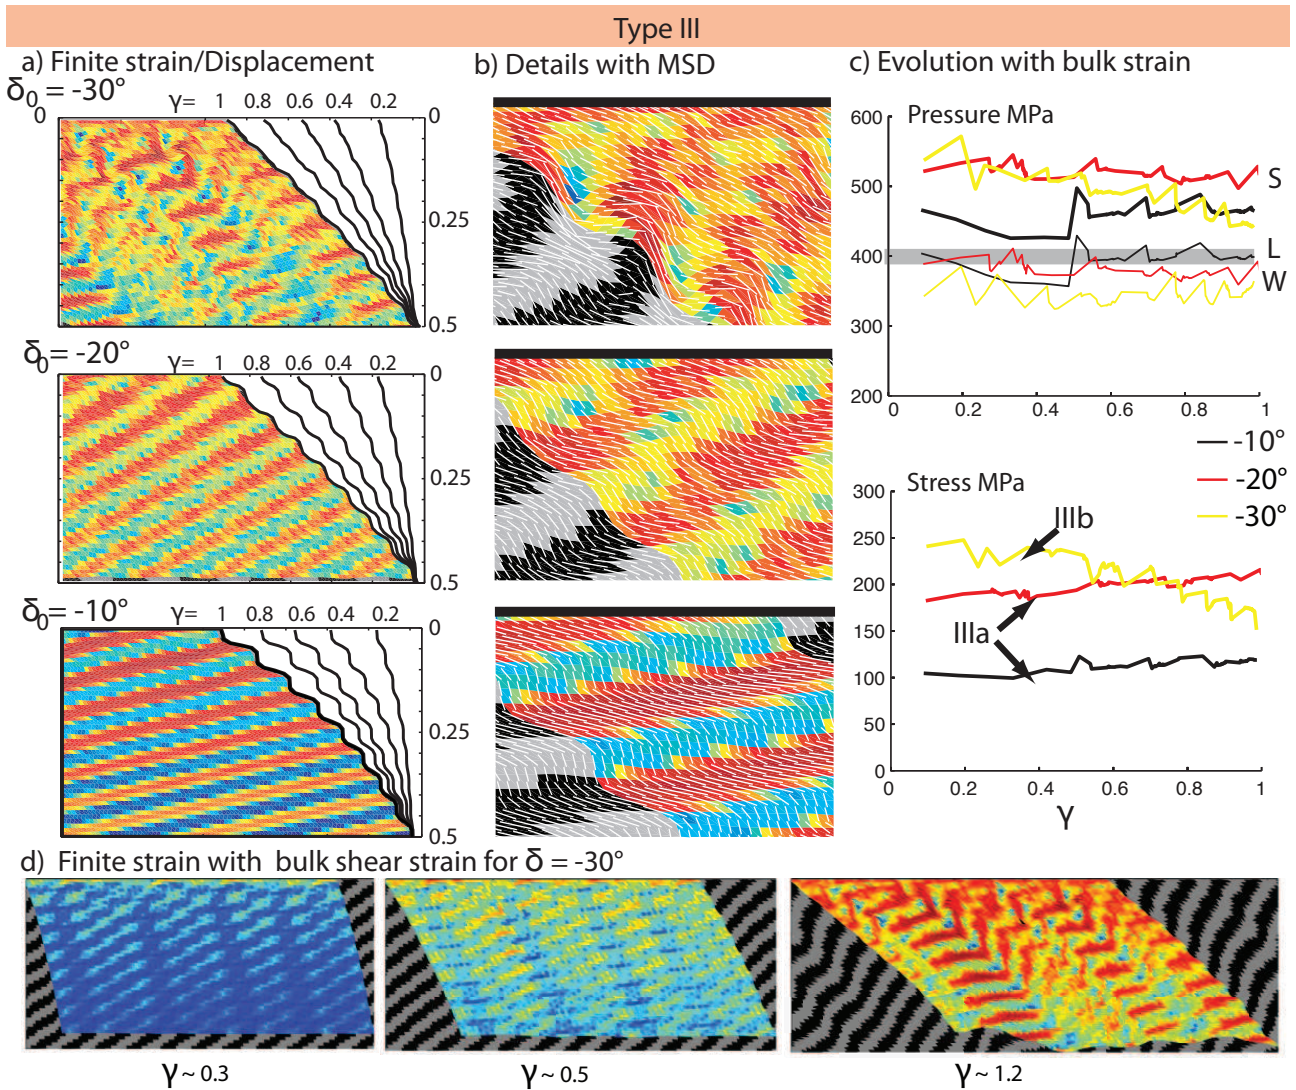 Type III
a) Finite strain/Displacement
b) Details with MSD
c) Evolution with bulk strain
δ0 = -30°
γ= 1 0.8 0.6 0.4 0.2
0
0
0.25
0.5
δ0 = -20°
γ= 1 0.8 0.6 0.4 0.2
0
0.25
0.5
δ0 = -10°
γ= 1 0.8 0.6 0.4 0.2
0
0.25
0.5
Pressure MPa
600
500
400
300
200
S
L
W
0 0.2 0.4 0.6 0.8 1
-10°
-20°
-30°
Stress MPa
300
250
200
150
100
50
0
IIIb
IIIa
0 0.2 0.4 0.6 0.8 1
γ
d) Finite strain with bulk shear strain for δ = -30°
γ ~ 0.3
γ ~ 0.5
γ ~ 1.2